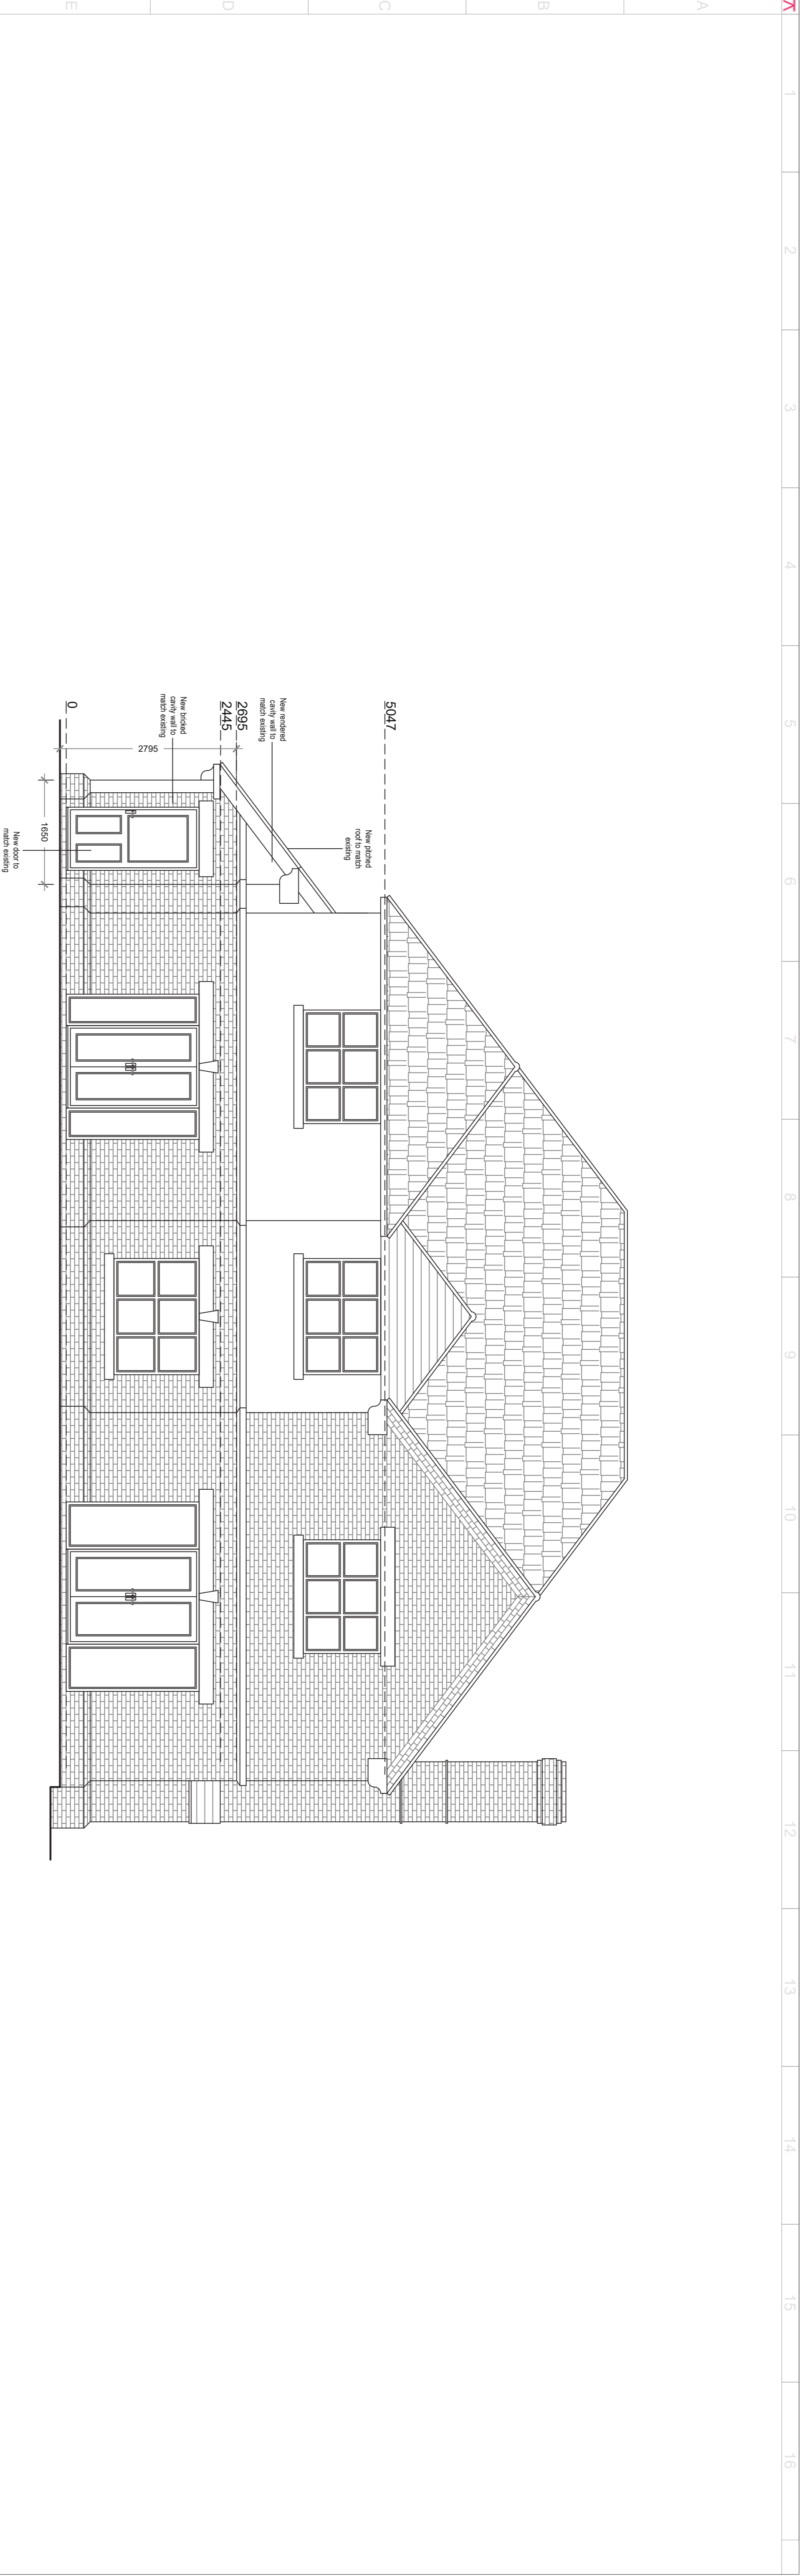 1
2
3
4
5
6
7
8
9
10
11
12
13
14
15
16
A
B
C
D
E
5047
New pitched
roof to match
existing
New rendered
cavity wall to
match existing
2695
2445
New bricked
cavity wall to
match existing
2795
0
1650
New door to
match existing